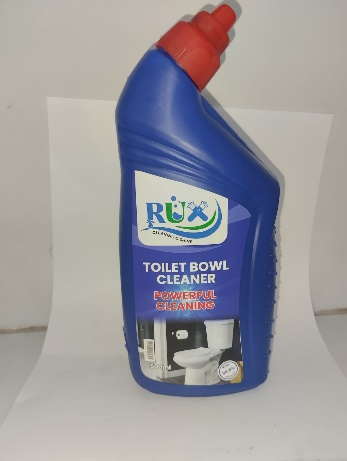 RUX
TOILET BOWL
CLEANER
POWERFUL
CLEANING